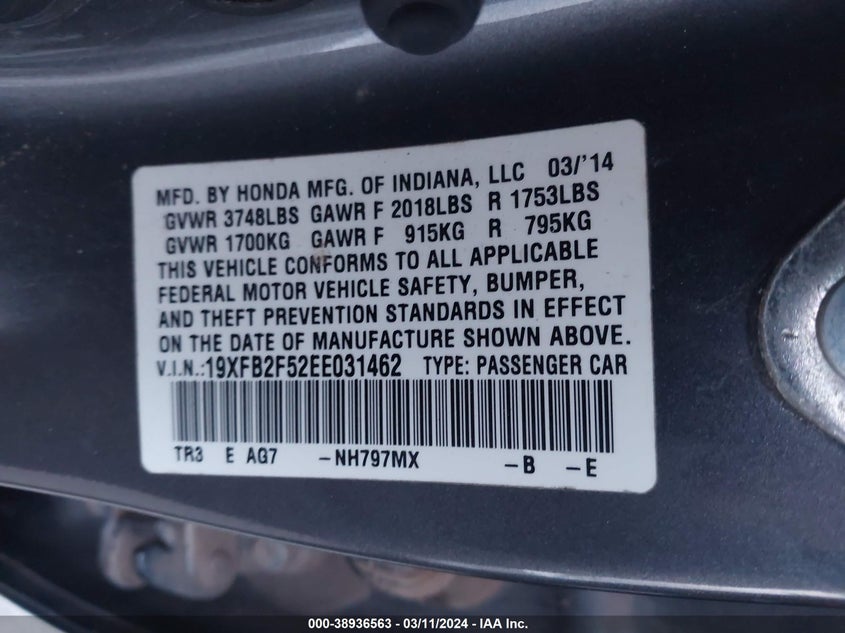 MFD. BY HONDA MFG. OF INDIANA, LLC 03/'14
GVWR 3748LBS GAWR F 2018LBS R 1753LBS
GVWR 1700KG GAWR F 915KG R 795KG
THIS VEHICLE CONFORMS TO ALL APPLICABLE
FEDERAL MOTOR VEHICLE SAFETY, BUMPER,
AND THEFT PREVENTION STANDARDS IN EFFECT
ON THE DATE OF MANUFACTURE SHOWN ABOVE.
V.I.N.:19XFB2F52EE031462 TYPE: PASSENGER CAR
TR3 E AG7 -NH797MX -B -E
000-38936563 — 03/11/2024 — IAA Inc.